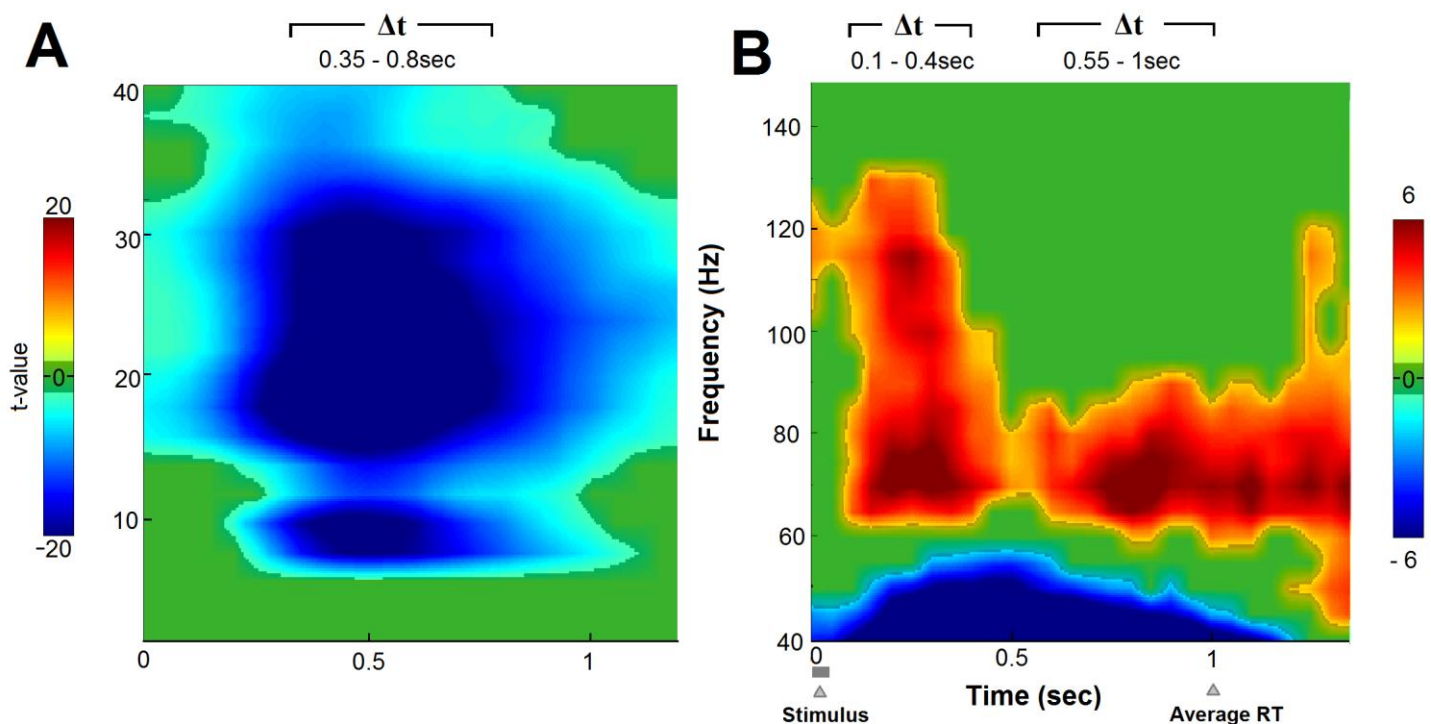 A
Δt
0.35 - 0.8sec
40
30
20
10
0
0.5
1
t-value
20
0
-20
B
Δt
0.1 - 0.4sec
Δt
0.55 - 1sec
Frequency (Hz)
140
120
100
80
60
40
0
0.5
1
Time (sec)
Stimulus
Average RT
6
0
- 6